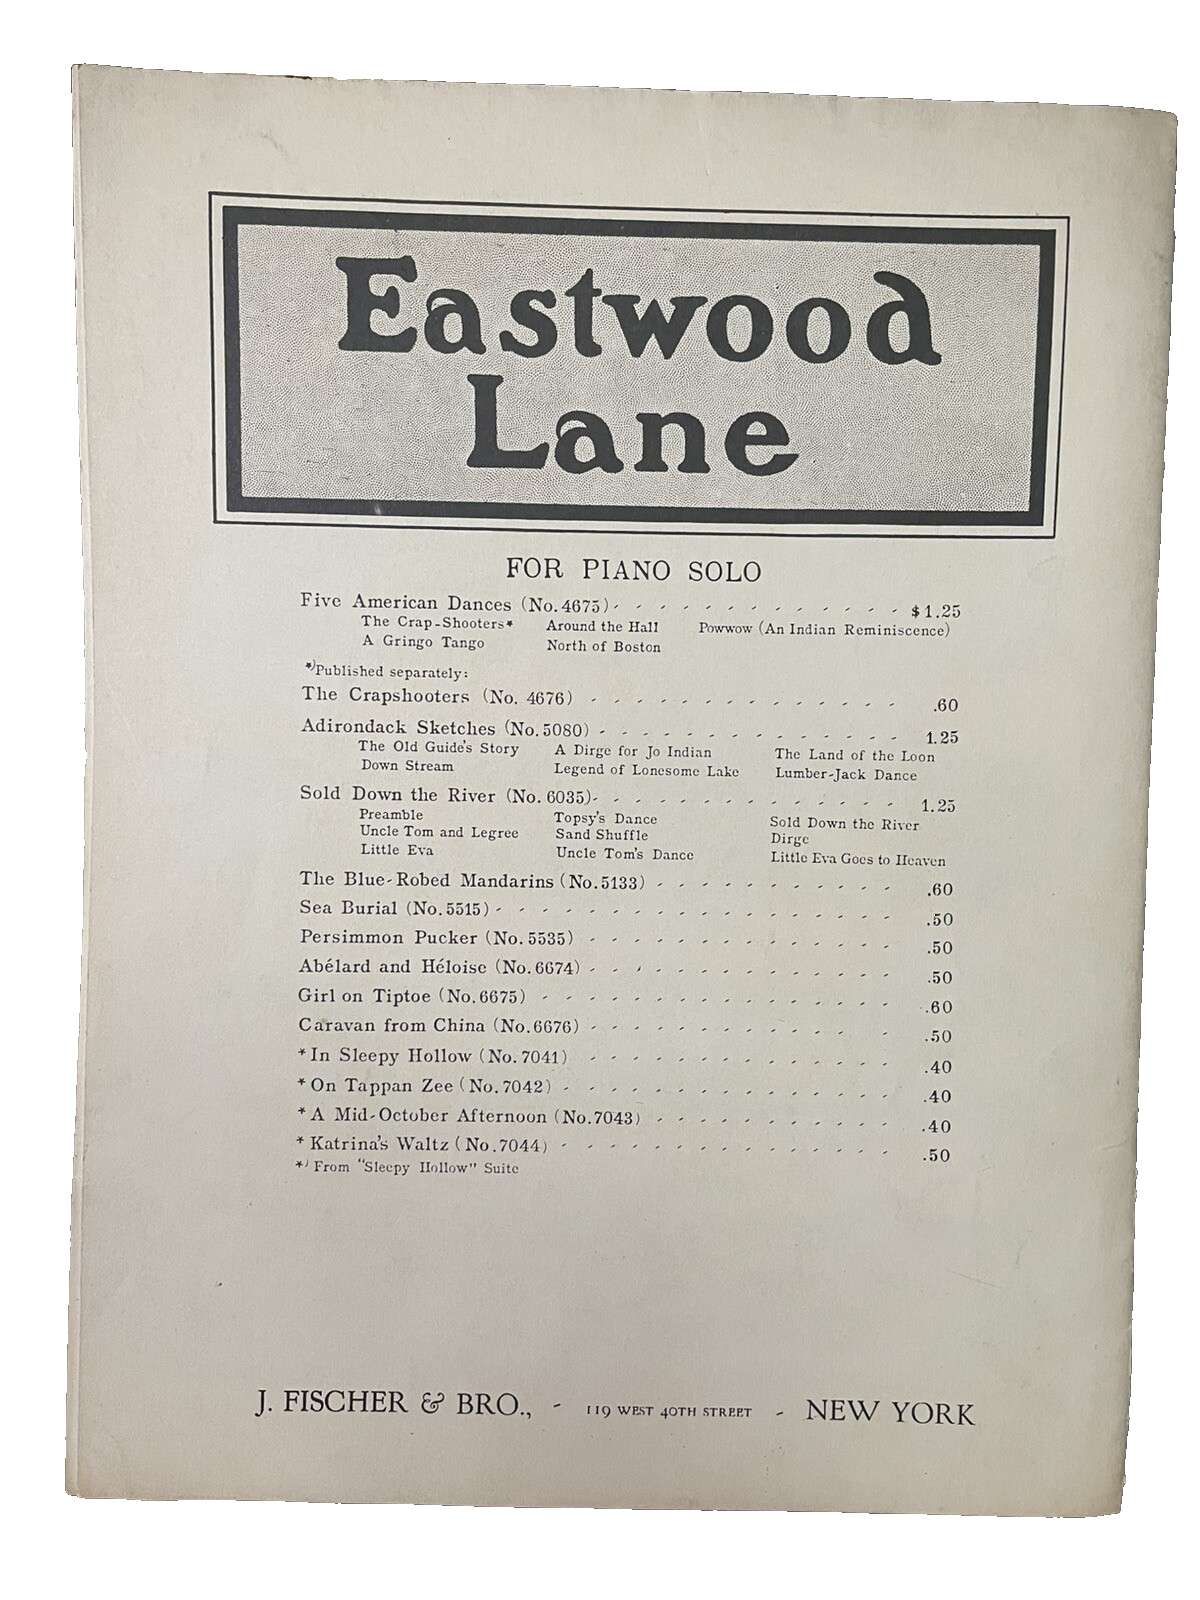 Eastwood
Lane
FOR PIANO SOLO
Five American Dances (No. 4675) - - - - - - - - - - - - - $1.25
The Crap-Shooters* Around the Hall Powwow (An Indian Reminiscence)
A Gringo Tango North of Boston
*) Published separately:
The Crapshooters (No. 4676) - - - - - - - - - - - - - - .60
Adirondack Sketches (No. 5080) - - - - - - - - - - - - - - 1.25
The Old Guide's Story A Dirge for Jo Indian The Land of the Loon
Down Stream Legend of Lonesome Lake Lumber-Jack Dance
Sold Down the River (No. 6035) - - - - - - - - - - - - - - 1.25
Preamble Topsy's Dance Sold Down the River
Uncle Tom and Legree Sand Shuffle Dirge
Little Eva Uncle Tom's Dance Little Eva Goes to Heaven
The Blue-Robed Mandarins (No. 5133) - - - - - - - - - - - .60
Sea Burial (No. 5515) - - - - - - - - - - - - - - - - - - .50
Persimmon Pucker (No. 5535) - - - - - - - - - - - - - - .50
Abélard and Héloise (No. 6674) - - - - - - - - - - - - - - .50
Girl on Tiptoe (No. 6675) - - - - - - - - - - - - - - - - .60
Caravan from China (No. 6676) - - - - - - - - - - - - - .50
* In Sleepy Hollow (No. 7041) - - - - - - - - - - - - - - .40
* On Tappan Zee (No. 7042) - - - - - - - - - - - - - - - .40
* A Mid-October Afternoon (No. 7043) - - - - - - - - - - - .40
* Katrina's Waltz (No. 7044) - - - - - - - - - - - - - - - .50
*) From "Sleepy Hollow" Suite
J. FISCHER & BRO., - 119 WEST 40TH STREET - NEW YORK